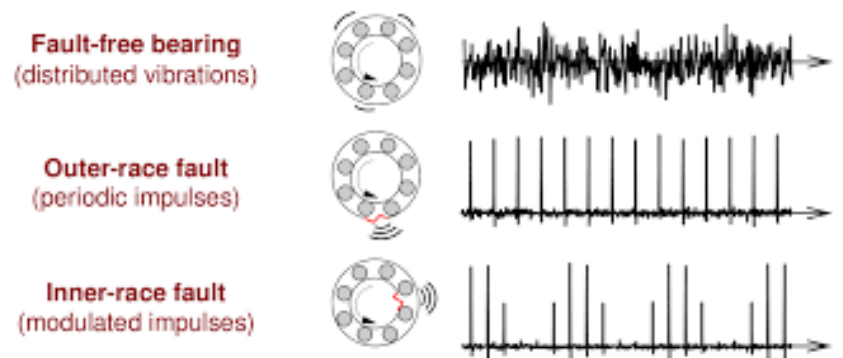 Fault-free bearing
(distributed vibrations)
Outer-race fault
(periodic impulses)
Inner-race fault
(modulated impulses)